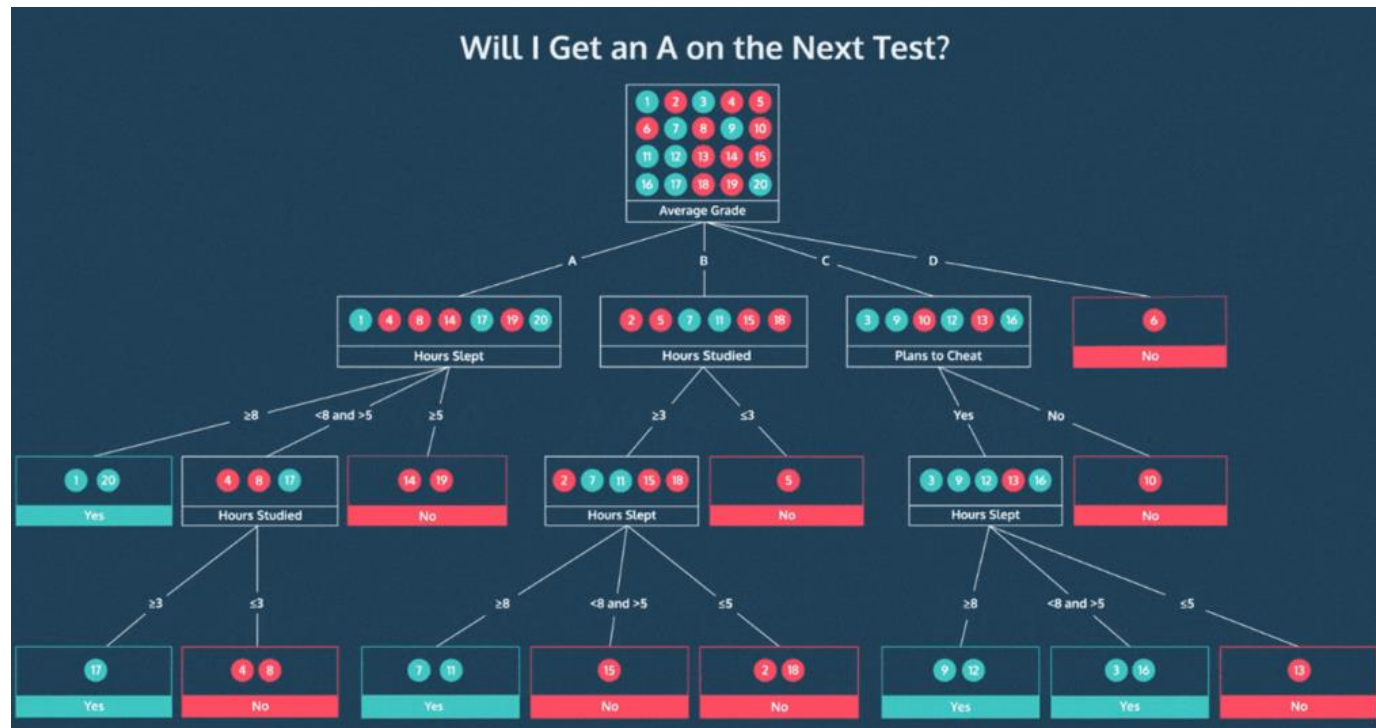 Will I Get an A on the Next Test?
1 2 3 4 5
6 7 8 9 10
11 12 13 14 15
16 17 18 19 20
Average Grade
A B C D
1 4 8 14 17 19 20
Hours Slept
2 5 7 11 15 18
Hours Studied
3 9 10 12 13 16
Plans to Cheat
6
No
≥8 <8 and >5 ≥5
≥3 ≤3
Yes No
1 20
Yes
4 8 17
Hours Studied
14 19
No
2 7 11 15 18
Hours Slept
5
No
3 9 12 13 16
Hours Slept
10
No
≥3 ≤3
≥8 <8 and >5 ≤5
≥8 <8 and >5 ≤5
17
Yes
4 8
No
7 11
Yes
15
No
2 18
No
9 12
Yes
3 16
Yes
13
No